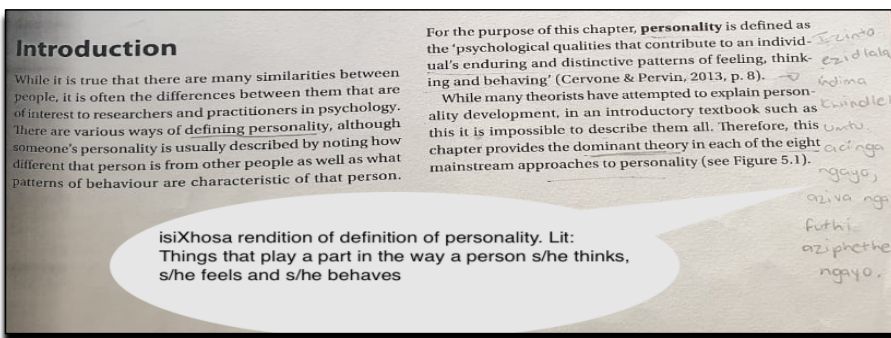 Introduction
While it is true that there are many similarities between
people, it is often the differences between them that are
of interest to researchers and practitioners in psychology.
There are various ways of defining personality, although
someone's personality is usually described by noting how
different that person is from other people as well as what
patterns of behaviour are characteristic of that person.
For the purpose of this chapter, personality is defined as
the 'psychological qualities that contribute to an individ-
ual's enduring and distinctive patterns of feeling, think-
ing and behaving' (Cervone & Pervin, 2013, p. 8).
While many theorists have attempted to explain person-
ality development, in an introductory textbook such as
this it is impossible to describe them all. Therefore, this
chapter provides the dominant theory in each of the eight
mainstream approaches to personality (see Figure 5.1).
Izinto
ezidlala
indima
umntu
acinga
ngayo,
aziva nga
futhi
aziphethe
ngayo.
isiXhosa rendition of definition of personality. Lit:
Things that play a part in the way a person s/he thinks,
s/he feels and s/he behaves